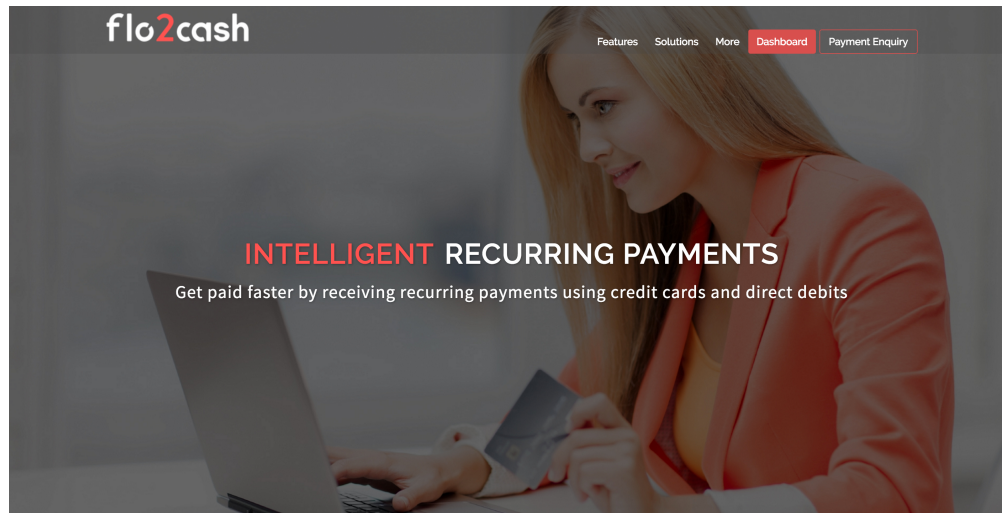 flo2cash
Features Solutions More Dashboard Payment Enquiry
INTELLIGENT RECURRING PAYMENTS
Get paid faster by receiving recurring payments using credit cards and direct debits